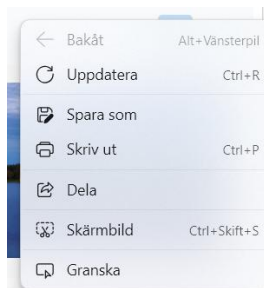 Bakåt Alt+Vänsterpil
Uppdatera Ctrl+R
Spara som
Skriv ut Ctrl+P
Dela
Skärmbild Ctrl+Skift+S
Granska